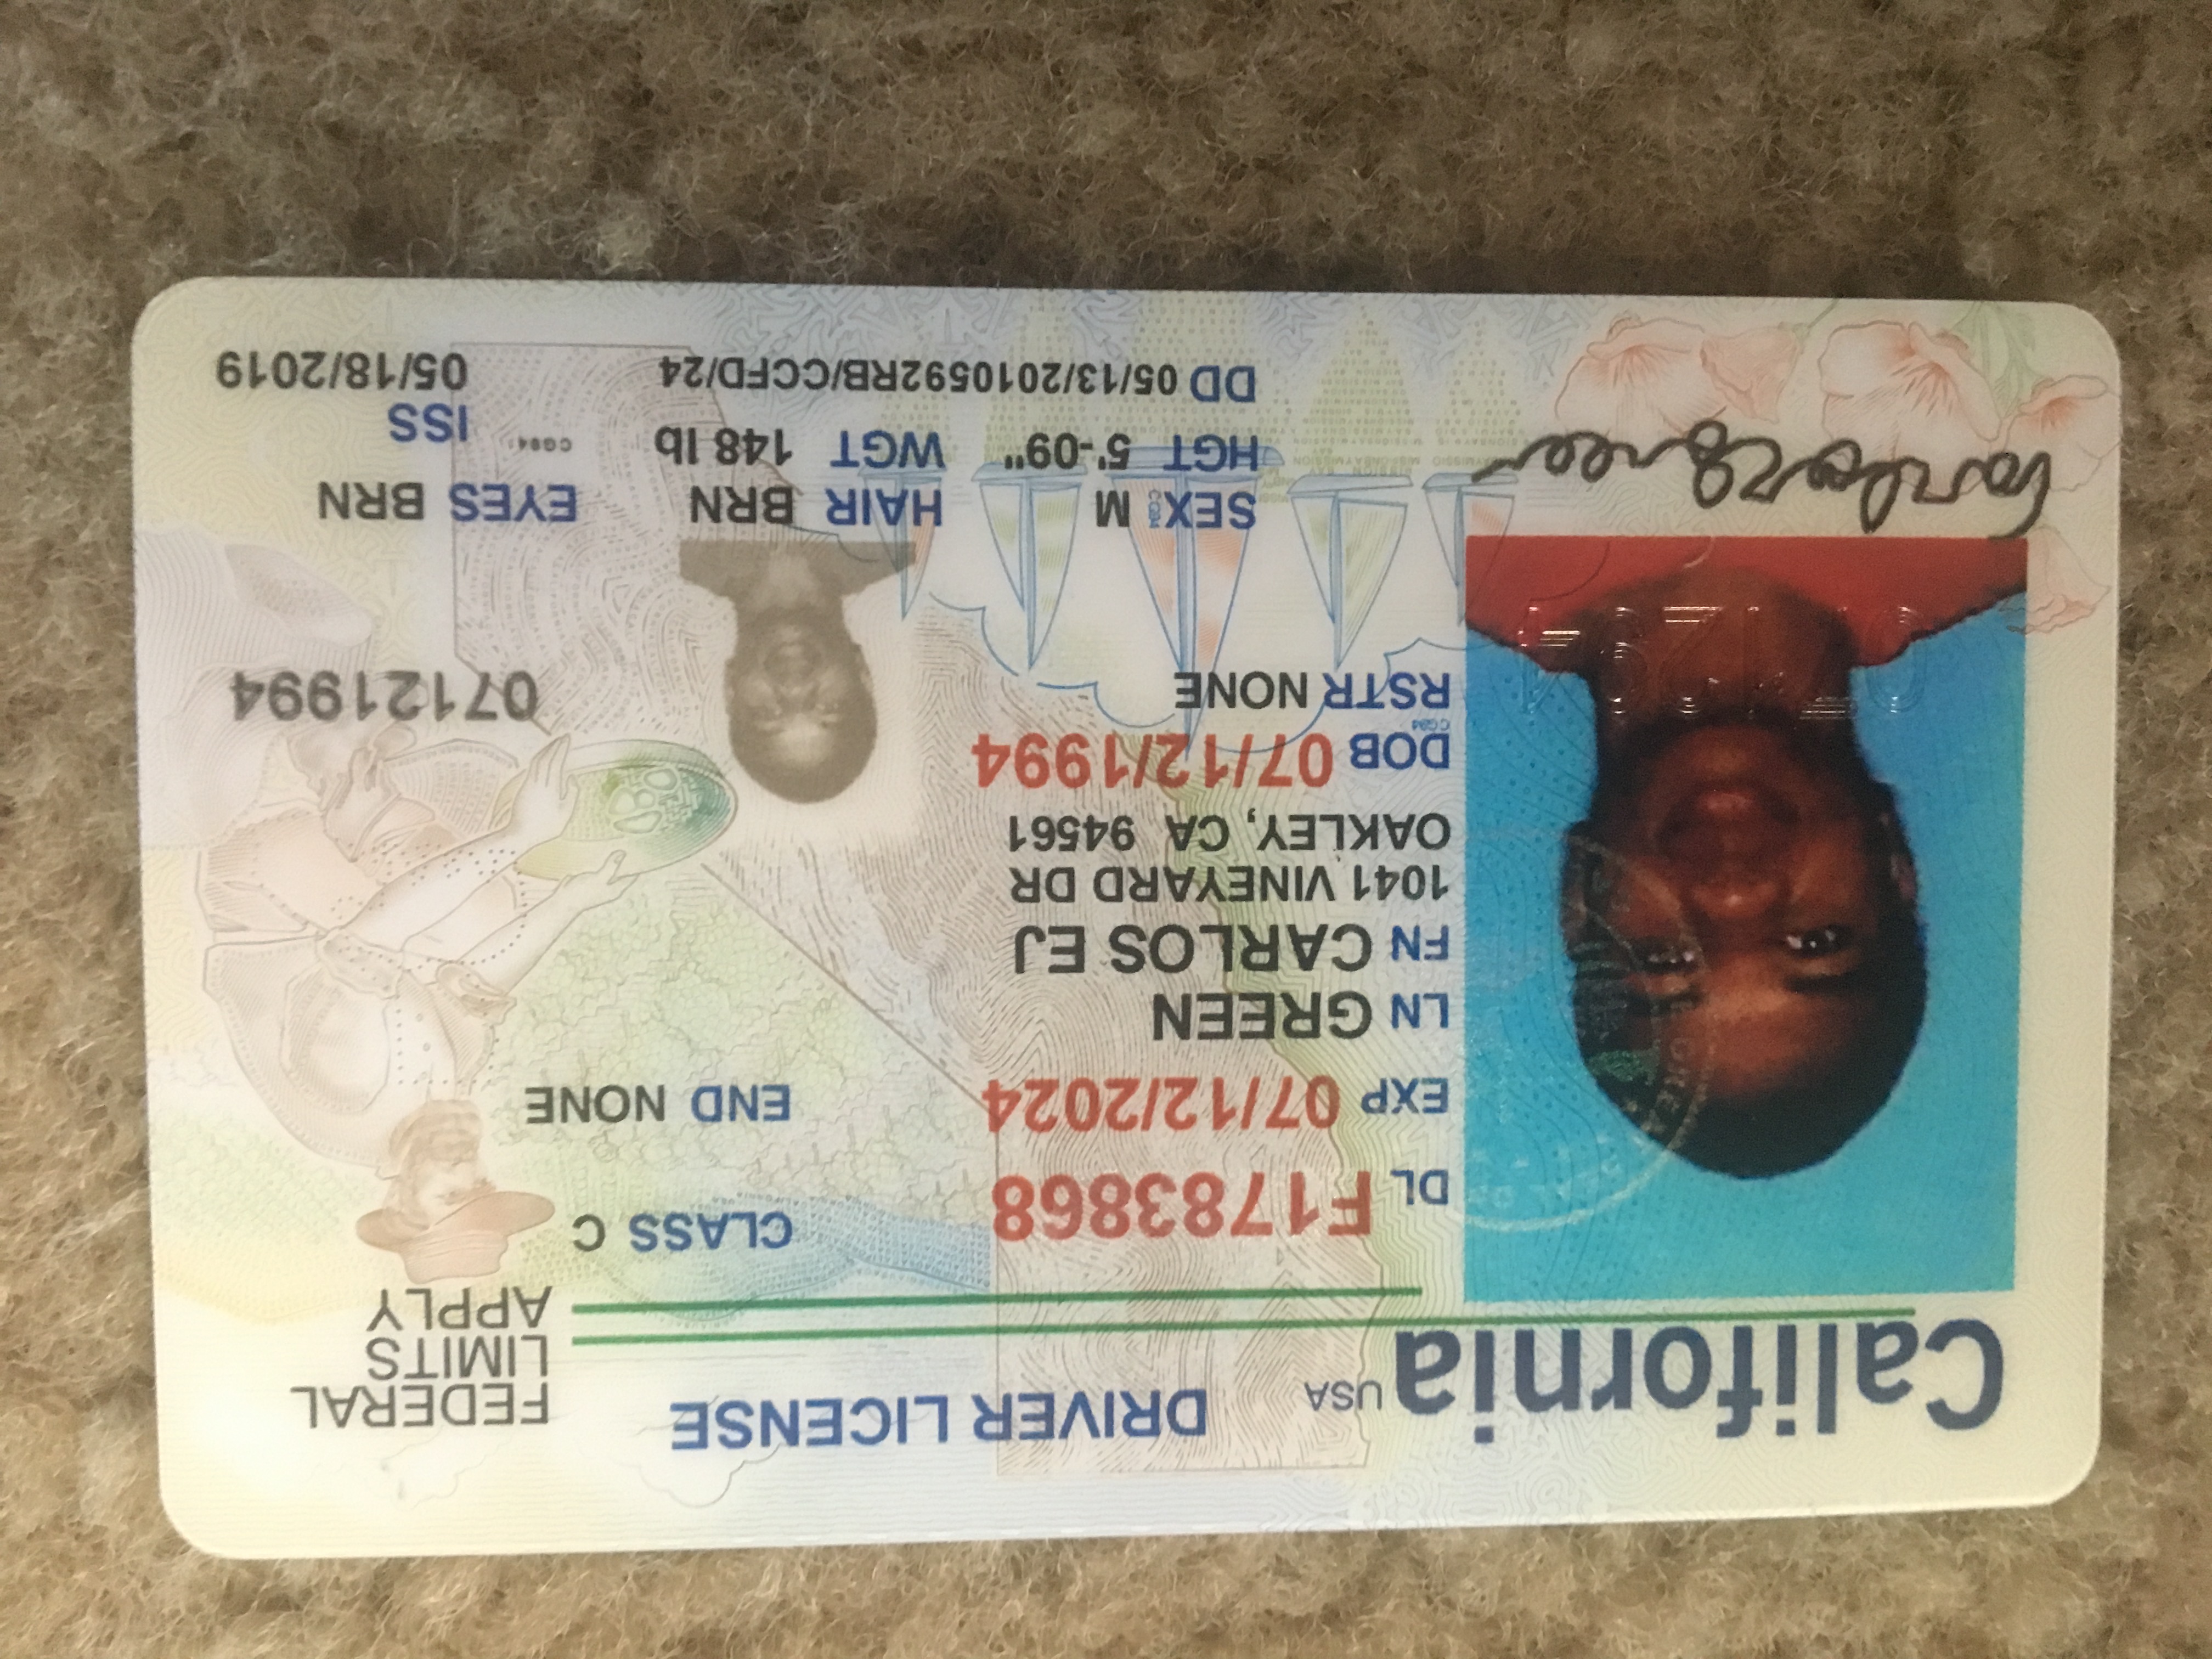 California USA DRIVER LICENSE
FEDERAL
LIMITS
APPLY
DL F1783868
CLASS C
EXP 07/12/2024
END NONE
LN GREEN
FN CARLOS EJ
1041 VINEYARD DR
OAKLEY, CA 94561
DOB 07/12/1994
RSTR NONE
07121994
SEX M HAIR BRN EYES BRN
HGT 5'-09" WGT 148 lb
ISS
DD 05/13/2010592RB/CCFD/24 05/18/2019
Carlos Green